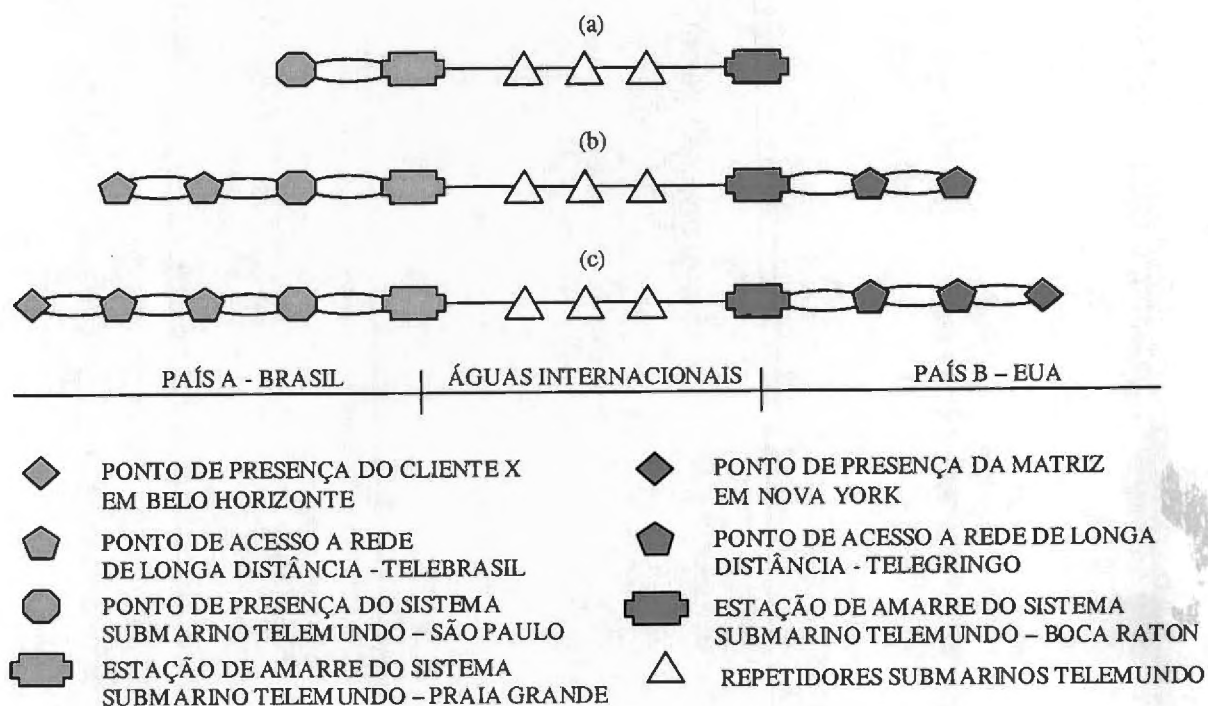 (a)
(b)
(c)
PAÍS A - BRASIL
ÁGUAS INTERNACIONAIS
PAÍS B – EUA
PONTO DE PRESENÇA DO CLIENTE X
EM BELO HORIZONTE
PONTO DE ACESSO A REDE
DE LONGA DISTÂNCIA - TELEBRASIL
PONTO DE PRESENÇA DO SISTEMA
SUBMARINO TELEMUNDO – SÃO PAULO
ESTAÇÃO DE AMARRE DO SISTEMA
SUBMARINO TELEMUNDO – PRAIA GRANDE
PONTO DE PRESENÇA DA MATRIZ
EM NOVA YORK
PONTO DE ACESSO A REDE DE LONGA
DISTÂNCIA - TELEGRINGO
ESTAÇÃO DE AMARRE DO SISTEMA
SUBMARINO TELEMUNDO – BOCA RATON
REPETIDORES SUBMARINOS TELEMUNDO